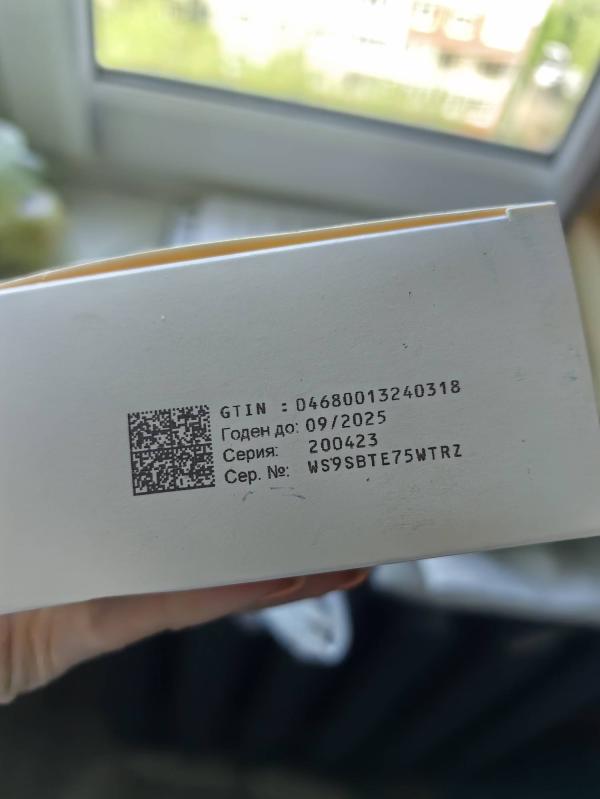 GTIN : 04680013240318
Годен до: 09/2025
Серия: 200423
Сер. №: WS9SBTE75WTRZ